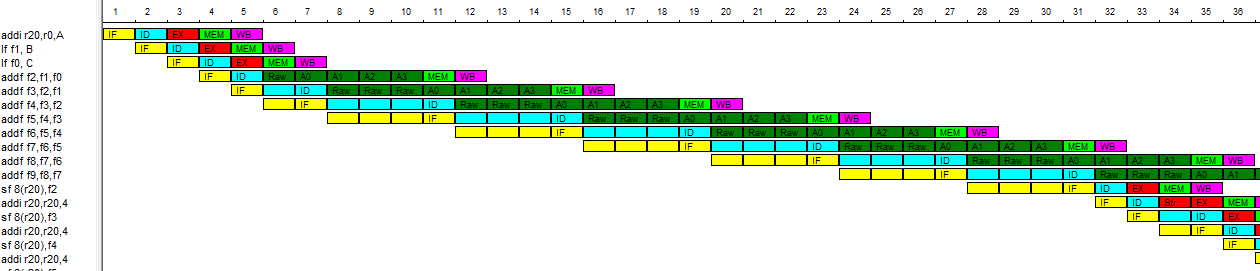 1 2 3 4 5 6 7 8 9 10 11 12 13 14 15 16 17 18 19 20 21 22 23 24 25 26 27 28 29 30 31 32 33 34 35 36
addi r20,r0,A IF ID EX MEM WB
lf f1, B IF ID EX MEM WB
lf f0, C IF ID EX MEM WB
addf f2,f1,f0 IF ID Raw A0 A1 A2 A3 MEM WB
addf f3,f2,f1 IF ID Raw Raw Raw A0 A1 A2 A3 MEM WB
addf f4,f3,f2 IF ID Raw Raw Raw A0 A1 A2 A3 MEM WB
addf f5,f4,f3 IF ID Raw Raw Raw A0 A1 A2 A3 MEM WB
addf f6,f5,f4 IF ID Raw Raw Raw A0 A1 A2 A3 MEM WB
addf f7,f6,f5 IF ID Raw Raw Raw A0 A1 A2 A3 MEM WB
addf f8,f7,f6 IF ID Raw Raw Raw A0 A1 A2 A3 MEM WB
addf f9,f8,f7 IF ID Raw Raw Raw A0 A1
sf 8(r20),f2 IF ID EX MEM WB
addi r20,r20,4 IF ID Str EX MEM
sf 8(r20),f3 IF ID EX
addi r20,r20,4 IF ID
sf 8(r20),f4 IF
addi r20,r20,4